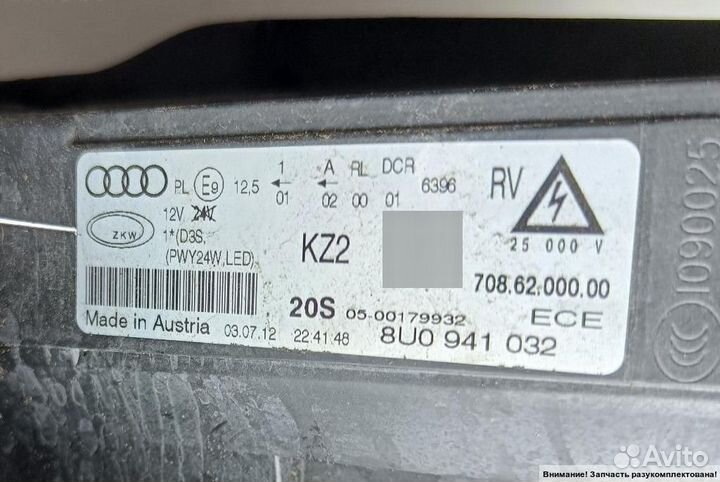 PL E9 12,5 1 A RL DCR 6396 RV
01 02 00 01
12V 24V
ZKW
1*(D3S,
(PWY24W,LED)
KZ2
25 000 V
708.62.000.00
20S 05-00179932 ECE
Made in Austria 03.07.12 22.41.48 8U0 941 032
I090025
Avito
Внимание! Запчасть разукомплектована!